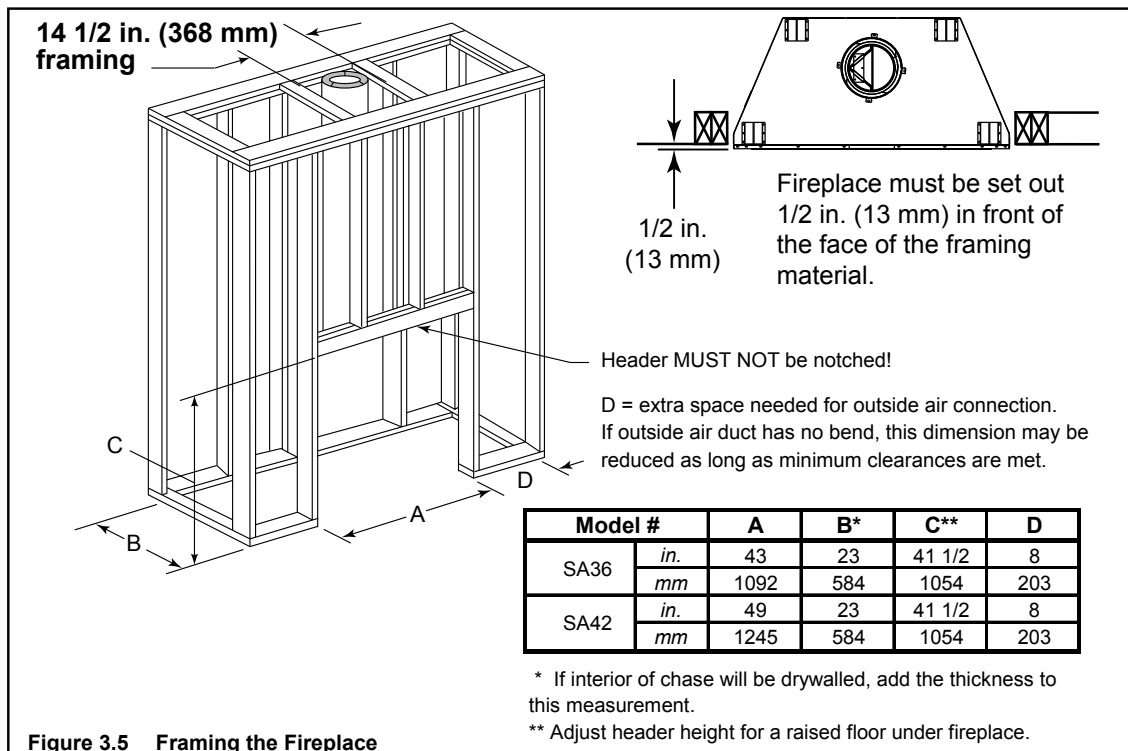 14 1/2 in. (368 mm)
framing
1/2 in.
(13 mm)
Fireplace must be set out
1/2 in. (13 mm) in front of
the face of the framing
material.
Header MUST NOT be notched!
D = extra space needed for outside air connection.
If outside air duct has no bend, this dimension may be
reduced as long as minimum clearances are met.
C
B
A
D
Model # A B* C** D
SA36 in. 43 23 41 1/2 8
mm 1092 584 1054 203
SA42 in. 49 23 41 1/2 8
mm 1245 584 1054 203
* If interior of chase will be drywalled, add the thickness to
this measurement.
** Adjust header height for a raised floor under fireplace.
Figure 3.5 Framing the Fireplace